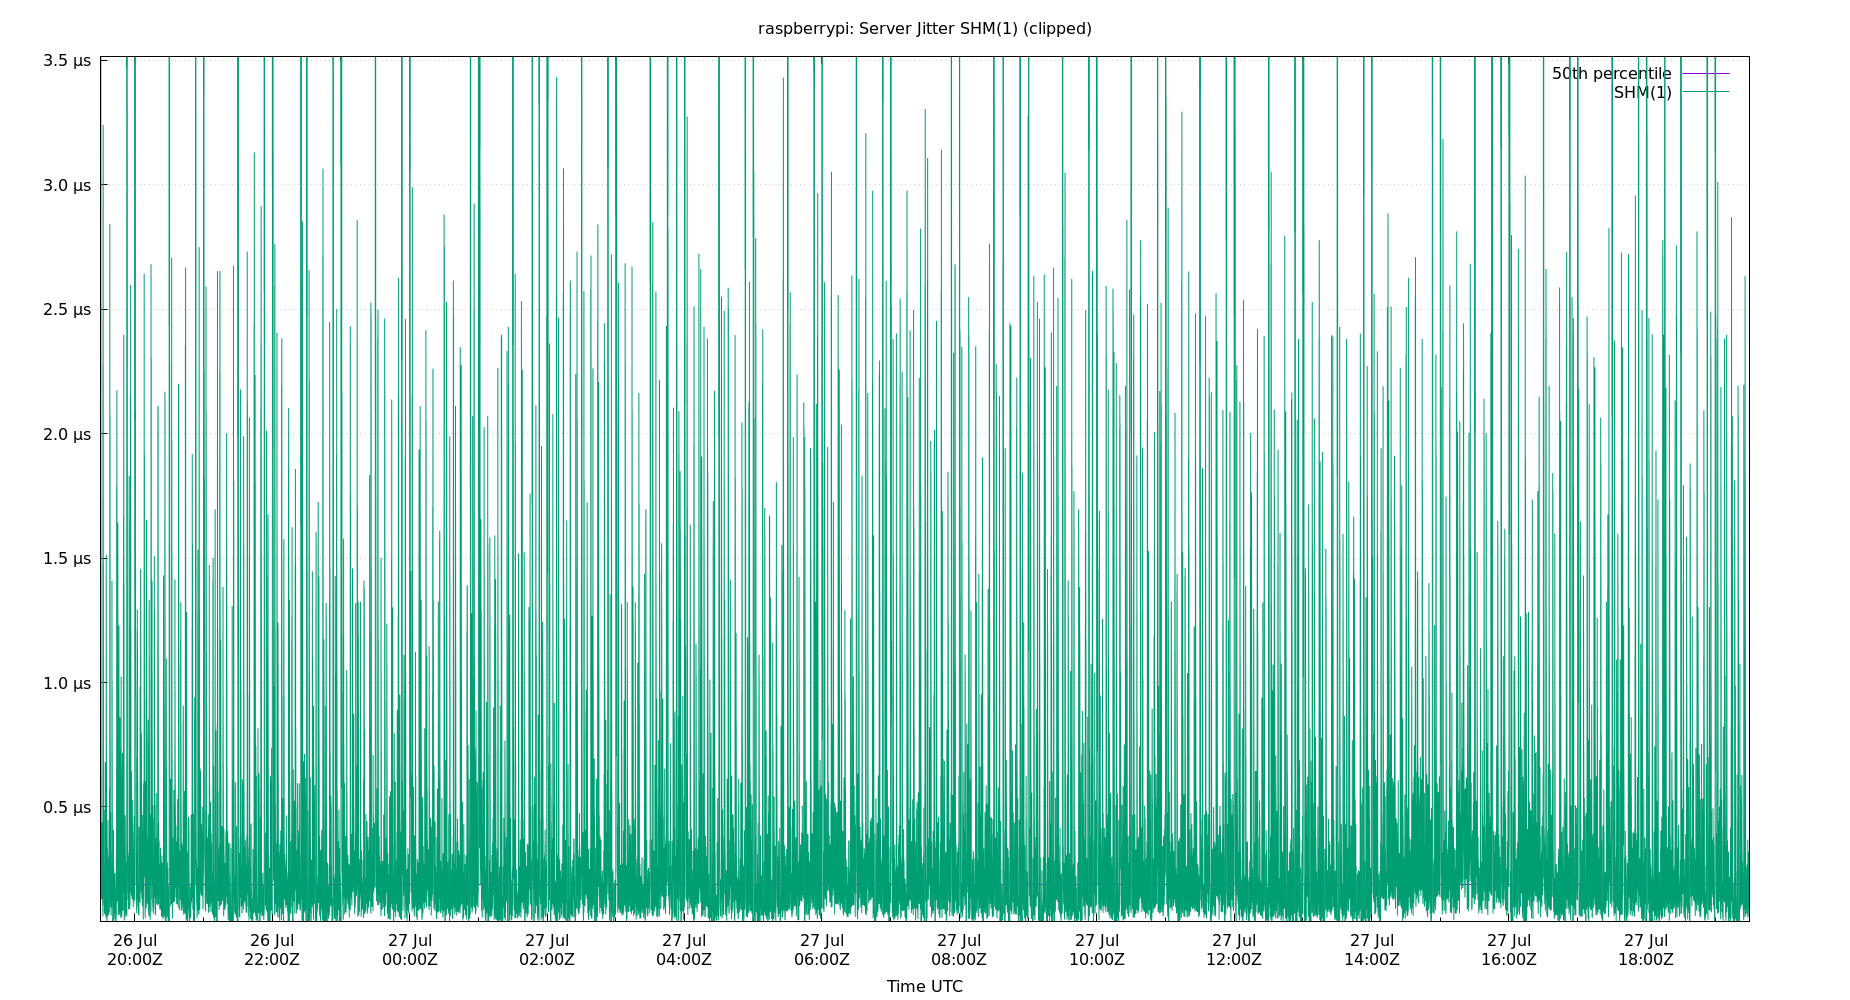 raspberrypi: Server Jitter SHM(1) (clipped)
3.5 µs
3.0 µs
2.5 µs
2.0 µs
1.5 µs
1.0 µs
0.5 µs
50th percentile
SHM(1)
26 Jul 26 Jul 27 Jul 27 Jul 27 Jul 27 Jul 27 Jul 27 Jul 27 Jul 27 Jul 27 Jul 27 Jul
20:00Z 22:00Z 00:00Z 02:00Z 04:00Z 06:00Z 08:00Z 10:00Z 12:00Z 14:00Z 16:00Z 18:00Z
Time UTC